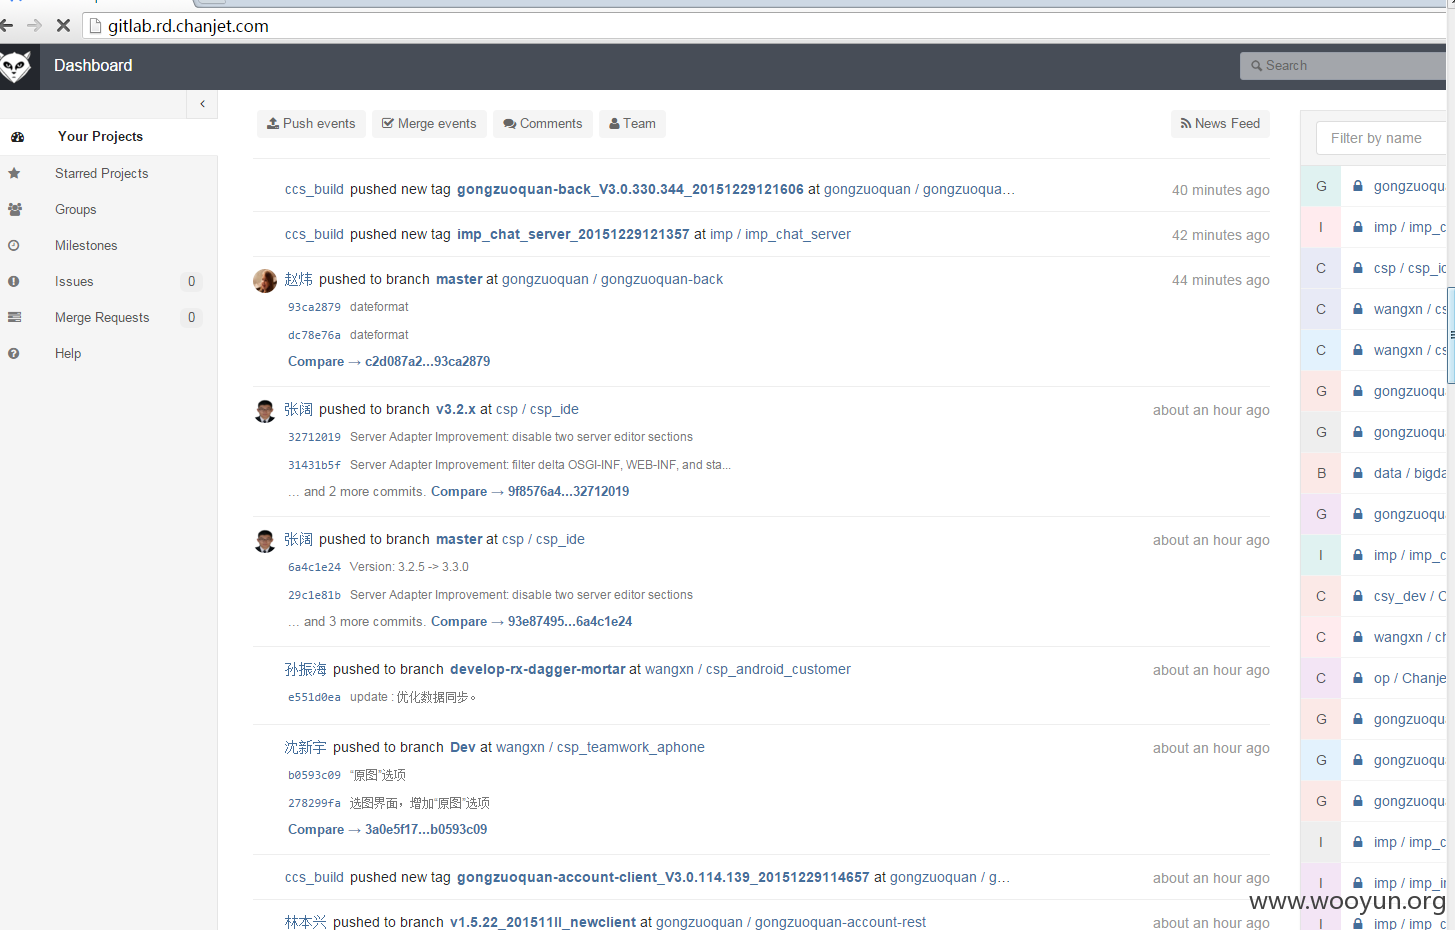 gitlab.rd.chanjet.com
Dashboard
Search
Your Projects
Starred Projects
Groups
Milestones
Issues 0
Merge Requests 0
Help
Push events Merge events Comments Team News Feed
ccs_build pushed new tag gongzuoquan-back_V3.0.330.344_20151229121606 at gongzuoquan / gongzuoqua… 40 minutes ago
ccs_build pushed new tag imp_chat_server_20151229121357 at imp / imp_chat_server 42 minutes ago
赵炜 pushed to branch master at gongzuoquan / gongzuoquan-back 44 minutes ago
93ca2879 dateformat
dc78e76a dateformat
Compare → c2d087a2...93ca2879
张阔 pushed to branch v3.2.x at csp / csp_ide about an hour ago
32712019 Server Adapter Improvement: disable two server editor sections
31431b5f Server Adapter Improvement: filter delta OSGI-INF, WEB-INF, and sta...
... and 2 more commits. Compare → 9f8576a4...32712019
张阔 pushed to branch master at csp / csp_ide about an hour ago
6a4c1e24 Version: 3.2.5 -> 3.3.0
29c1e81b Server Adapter Improvement: disable two server editor sections
... and 3 more commits. Compare → 93e87495...6a4c1e24
孙振海 pushed to branch develop-rx-dagger-mortar at wangxn / csp_android_customer about an hour ago
e551d0ea update : 优化数据同步。
沈新宇 pushed to branch Dev at wangxn / csp_teamwork_aphone about an hour ago
b0593c09 “原图”选项
278299fa 选图界面，增加“原图”选项
Compare → 3a0e5f17...b0593c09
ccs_build pushed new tag gongzuoquan-account-client_V3.0.114.139_20151229114657 at gongzuoquan / g… about an hour ago
林本兴 pushed to branch v1.5.22_201511II_newclient at gongzuoquan / gongzuoquan-account-rest about an hour ago
Filter by name
G gongzuoqu
I imp / imp_c
C csp / csp_i
C wangxn / cs
C wangxn / cs
G gongzuoqu
G gongzuoqu
B data / bigda
G gongzuoqu
I imp / imp_c
C csy_dev / C
C wangxn / ch
C op / Chanje
G gongzuoqu
G gongzuoqu
G gongzuoqu
I imp / imp_c
I imp / imp_i
I imp / imp_c
www.wooyun.org